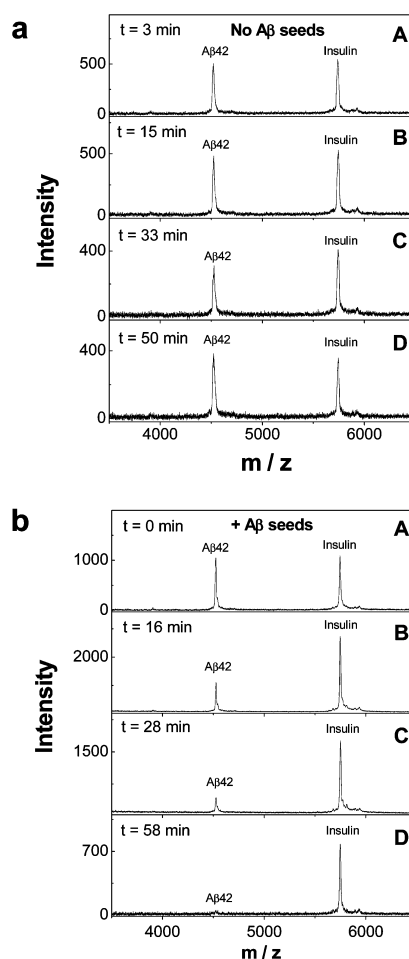 a
t = 3 min No Aβ seeds A
Aβ42 Insulin
500
0
t = 15 min B
Aβ42 Insulin
500
0
t = 33 min C
Aβ42 Insulin
400
0
t = 50 min D
Aβ42 Insulin
400
0
Intensity
4000 5000 6000
m / z
b
t = 0 min + Aβ seeds A
Aβ42 Insulin
1000
0
t = 16 min Insulin B
2000
Aβ42
t = 28 min Insulin C
1500
Aβ42
t = 58 min Insulin D
700
Aβ42
0
Intensity
4000 5000 6000
m / z